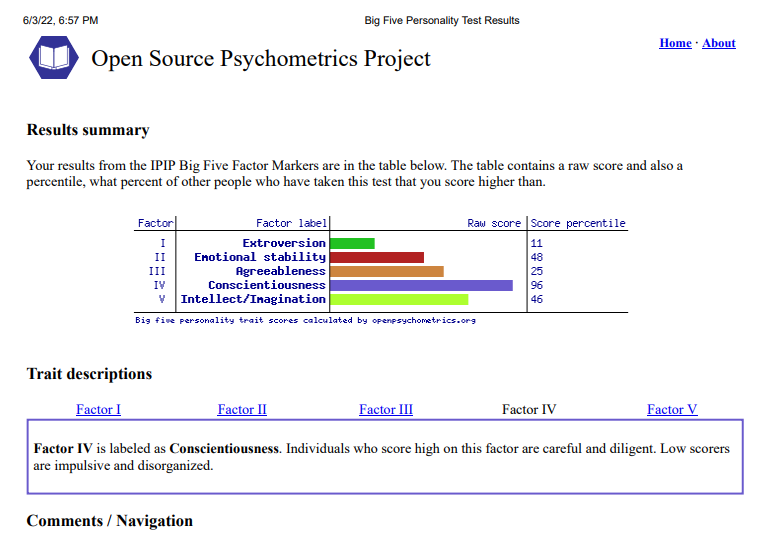 6/3/22, 6:57 PM Big Five Personality Test Results
Home · About
Open Source Psychometrics Project
Results summary
Your results from the IPIP Big Five Factor Markers are in the table below. The table contains a raw score and also a
percentile, what percent of other people who have taken this test that you score higher than.
Factor Factor label Raw score Score percentile
I Extroversion 11
II Emotional stability 48
III Agreeableness 25
IV Conscientiousness 96
V Intellect/Imagination 46
Big five personality trait scores calculated by openpsychometrics.org
Trait descriptions
Factor I Factor II Factor III Factor IV Factor V
Factor IV is labeled as Conscientiousness. Individuals who score high on this factor are careful and diligent. Low scorers
are impulsive and disorganized.
Comments / Navigation